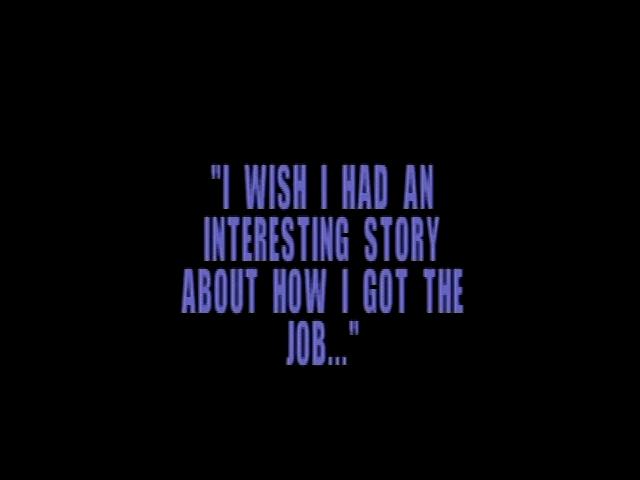 "I WISH I HAD AN
INTERESTING STORY
ABOUT HOW I GOT THE
JOB..."